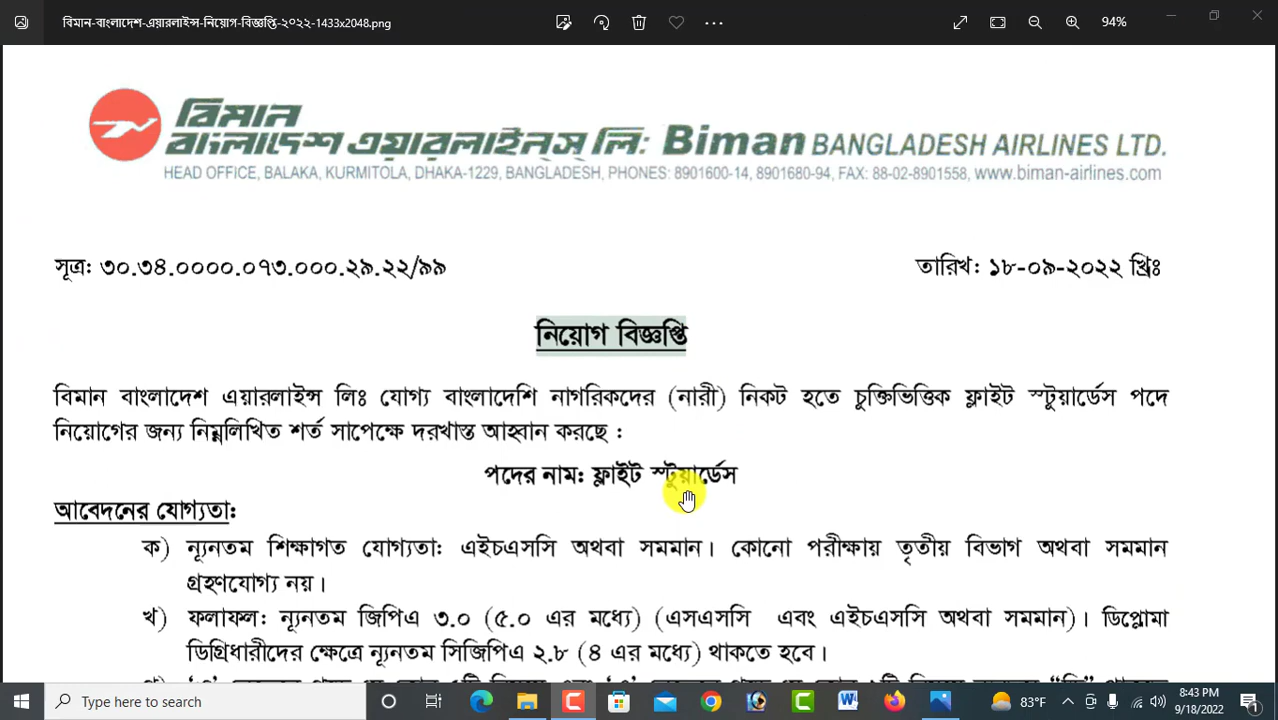 বিমান-বাংলাদেশ-এয়ারলাইন্স-নিয়োগ-বিজ্ঞপ্তি-২০২২-1433x2048.png
94%
বিমান
বাংলাদেশ এয়ারলাইনস্ লি: Biman BANGLADESH AIRLINES LTD.
HEAD OFFICE, BALAKA, KURMITOLA, DHAKA-1229, BANGLADESH, PHONES: 8901600-14, 8901680-94, FAX: 88-02-8901558, www.biman-airlines.com
সূত্র: ৩০.৩৪.০০০০.০৭৩.০০০.২৯.২২/৯৯ তারিখ: ১৮-০৯-২০২২ খ্রিঃ
নিয়োগ বিজ্ঞপ্তি
বিমান বাংলাদেশ এয়ারলাইন্স লিঃ যোগ্য বাংলাদেশি নাগরিকদের (নারী) নিকট হতে চুক্তিভিত্তিক ফ্লাইট স্টুয়ার্ডেস পদে
নিয়োগের জন্য নিম্নলিখিত শর্ত সাপেক্ষে দরখাস্ত আহ্বান করছে :
পদের নাম: ফ্লাইট স্টুয়ার্ডেস
আবেদনের যোগ্যতা:
ক) ন্যূনতম শিক্ষাগত যোগ্যতা: এইচএসসি অথবা সমমান। কোনো পরীক্ষায় তৃতীয় বিভাগ অথবা সমমান
গ্রহণযোগ্য নয়।
খ) ফলাফল: ন্যূনতম জিপিএ ৩.০ (৫.০ এর মধ্যে) (এসএসসি এবং এইচএসসি অথবা সমমান)। ডিপ্লোমা
ডিগ্রিধারীদের ক্ষেত্রে ন্যূনতম সিজিপিএ ২.৮ (৪ এর মধ্যে) থাকতে হবে।
Type here to search
83°F
8:43 PM
9/18/2022